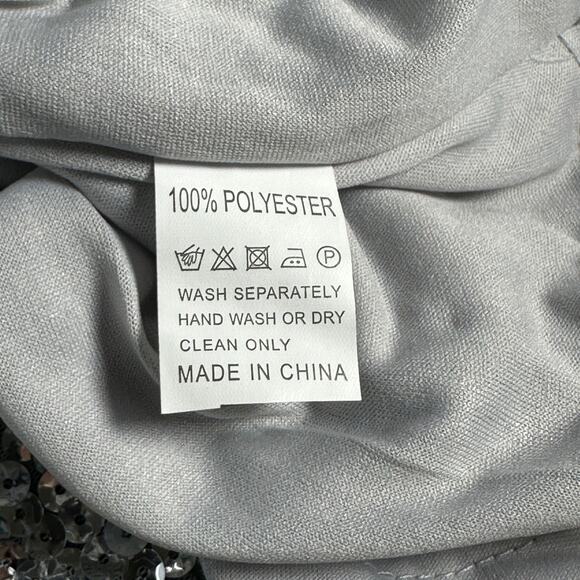 100% POLYESTER
P
WASH SEPARATELY
HAND WASH OR DRY
CLEAN ONLY
MADE IN CHINA